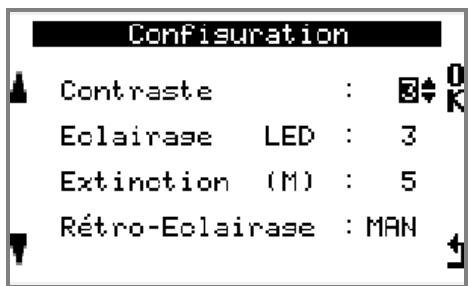 Configuration
Contraste : 3 OK
Eclairage LED : 3
Extinction (M) : 5
Rétro-Eclairage : MAN